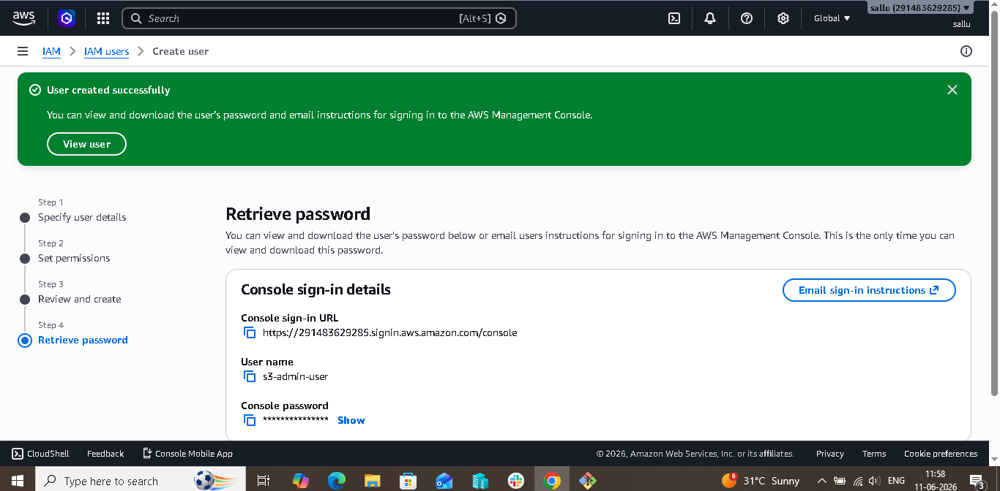 aws
Search [Alt+S]
Global
sallu (291483629285)
sallu
IAM
IAM users
Create user
User created successfully
You can view and download the user's password and email instructions for signing in to the AWS Management Console.
View user
Step 1
Specify user details
Step 2
Set permissions
Step 3
Review and create
Step 4
Retrieve password
Retrieve password
You can view and download the user's password below or email users instructions for signing in to the AWS Management Console. This is the only time you can
view and download this password.
Console sign-in details
Email sign-in instructions
Console sign-in URL
https://291483629285.signin.aws.amazon.com/console
User name
s3-admin-user
Console password
*************** Show
CloudShell Feedback Console Mobile App © 2026, Amazon Web Services, Inc. or its affiliates. Privacy Terms Cookie preferences
Type here to search
6
31°C Sunny
ENG
11:58
11-06-2026
3